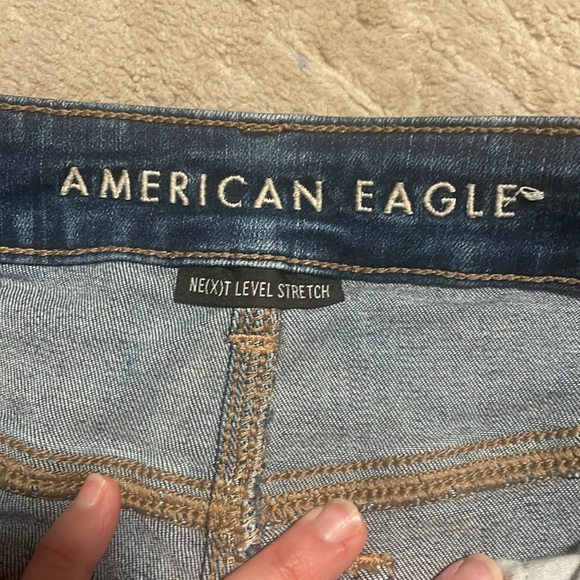 AMERICAN EAGLE
NE(X)T LEVEL STRETCH